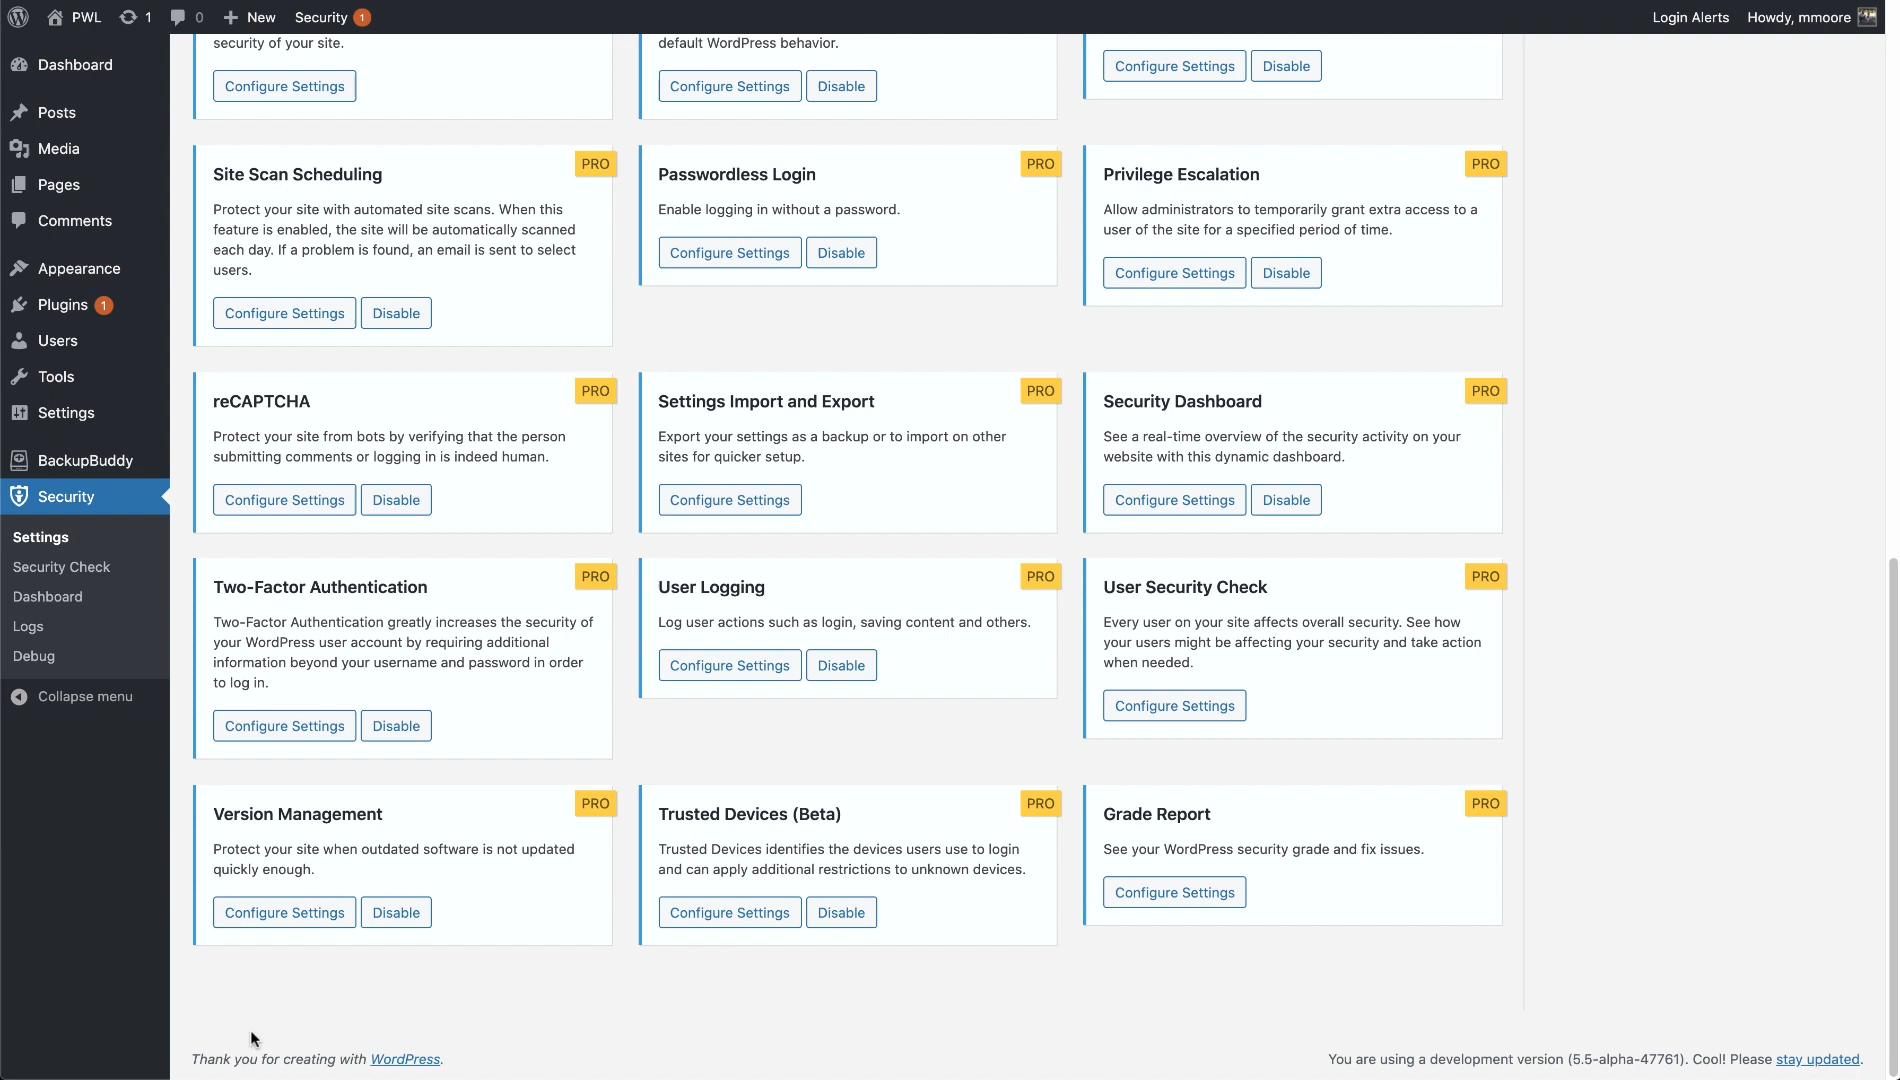 PWL 1 0 New Security 1 Login Alerts Howdy, mmoore
Dashboard
Posts
Media
Pages
Comments
Appearance
Plugins 1
Users
Tools
Settings
BackupBuddy
Security
Settings
Security Check
Dashboard
Logs
Debug
Collapse menu
security of your site.
Configure Settings
default WordPress behavior.
Configure Settings Disable
Configure Settings Disable
PRO
Site Scan Scheduling
Protect your site with automated site scans. When this
feature is enabled, the site will be automatically scanned
each day. If a problem is found, an email is sent to select
users.
Configure Settings Disable
PRO
Passwordless Login
Enable logging in without a password.
Configure Settings Disable
PRO
Privilege Escalation
Allow administrators to temporarily grant extra access to a
user of the site for a specified period of time.
Configure Settings Disable
PRO
reCAPTCHA
Protect your site from bots by verifying that the person
submitting comments or logging in is indeed human.
Configure Settings Disable
PRO
Settings Import and Export
Export your settings as a backup or to import on other
sites for quicker setup.
Configure Settings
PRO
Security Dashboard
See a real-time overview of the security activity on your
website with this dynamic dashboard.
Configure Settings Disable
PRO
Two-Factor Authentication
Two-Factor Authentication greatly increases the security of
your WordPress user account by requiring additional
information beyond your username and password in order
to log in.
Configure Settings Disable
PRO
User Logging
Log user actions such as login, saving content and others.
Configure Settings Disable
PRO
User Security Check
Every user on your site affects overall security. See how
your users might be affecting your security and take action
when needed.
Configure Settings
PRO
Version Management
Protect your site when outdated software is not updated
quickly enough.
Configure Settings Disable
PRO
Trusted Devices (Beta)
Trusted Devices identifies the devices users use to login
and can apply additional restrictions to unknown devices.
Configure Settings Disable
PRO
Grade Report
See your WordPress security grade and fix issues.
Configure Settings
Thank you for creating with WordPress.
You are using a development version (5.5-alpha-47761). Cool! Please stay updated.